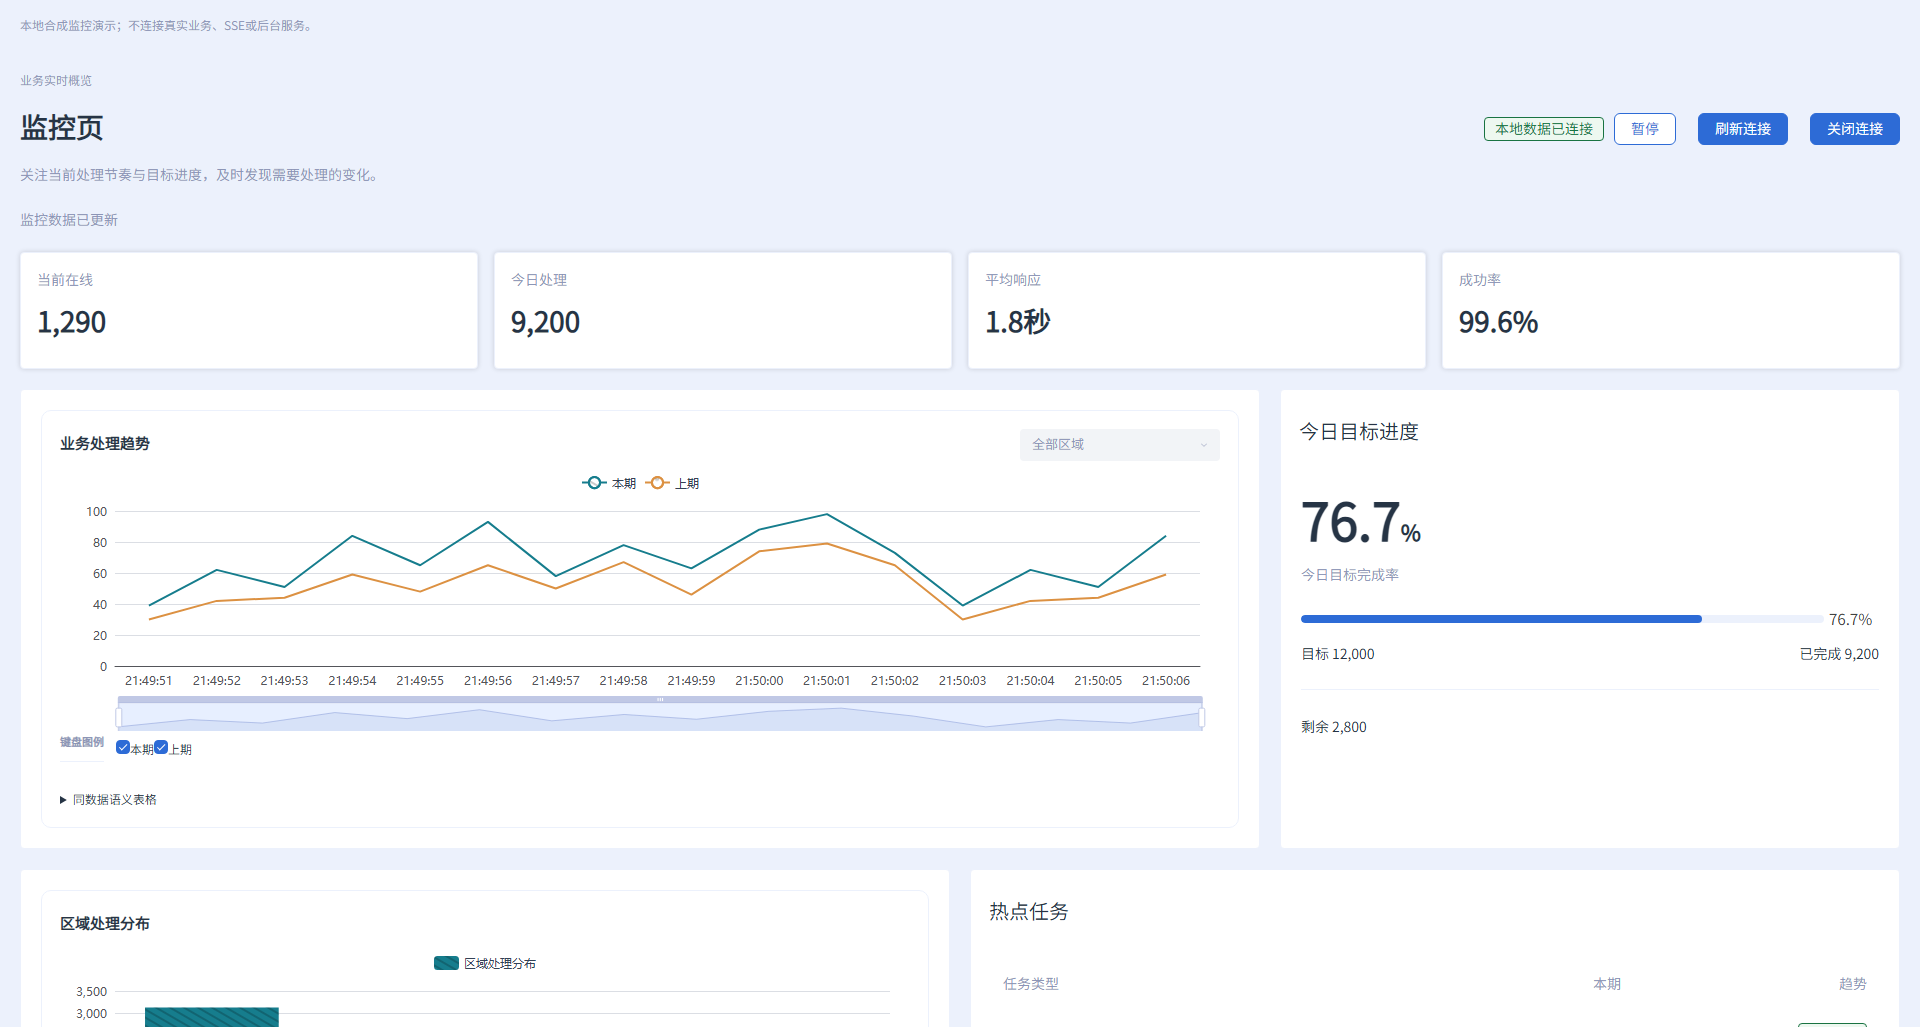 本地合成监控演示；不连接真实业务、SSE或后台服务。
业务实时概览
监控页
本地数据已连接 暂停 刷新连接 关闭连接
关注当前处理节奏与目标进度，及时发现需要处理的变化。
监控数据已更新
当前在线
1,290
今日处理
9,200
平均响应
1.8秒
成功率
99.6%
业务处理趋势
全部区域
本期 上期
100
80
60
40
20
0
21:49:51 21:49:52 21:49:53 21:49:54 21:49:55 21:49:56 21:49:57 21:49:58 21:49:59 21:50:00 21:50:01 21:50:02 21:50:03 21:50:04 21:50:05 21:50:06
键盘图例 本期 上期
同数据语义表格
今日目标进度
76.7%
今日目标完成率
76.7%
目标 12,000 已完成 9,200
剩余 2,800
区域处理分布
区域处理分布
3,500
3,000
热点任务
任务类型 本期 趋势